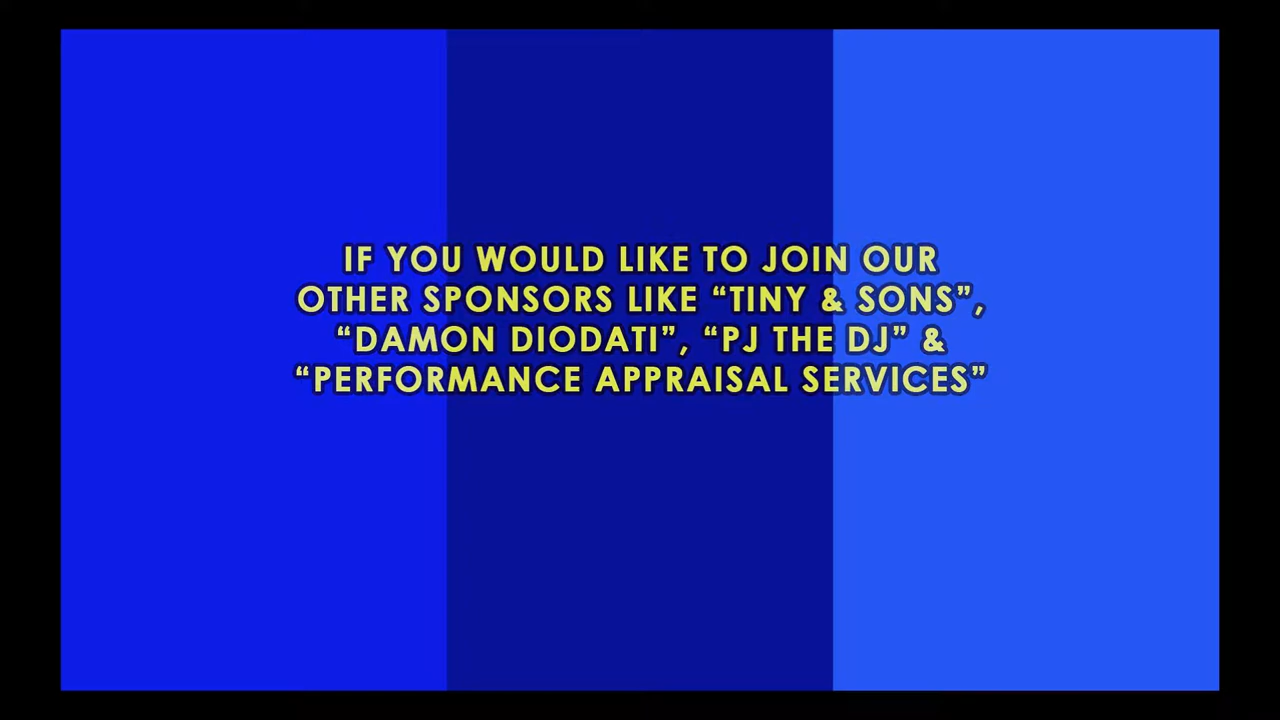 IF YOU WOULD LIKE TO JOIN OUR
OTHER SPONSORS LIKE “TINY & SONS”,
“DAMON DIODATI”, “PJ THE DJ” &
“PERFORMANCE APPRAISAL SERVICES”